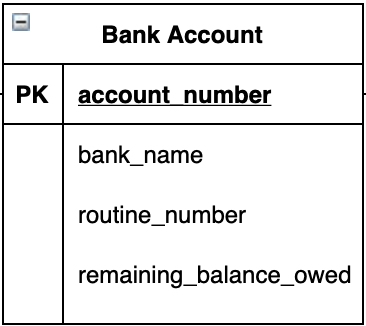 Bank Account
PK account_number
bank_name
routine_number
remaining_balance_owed